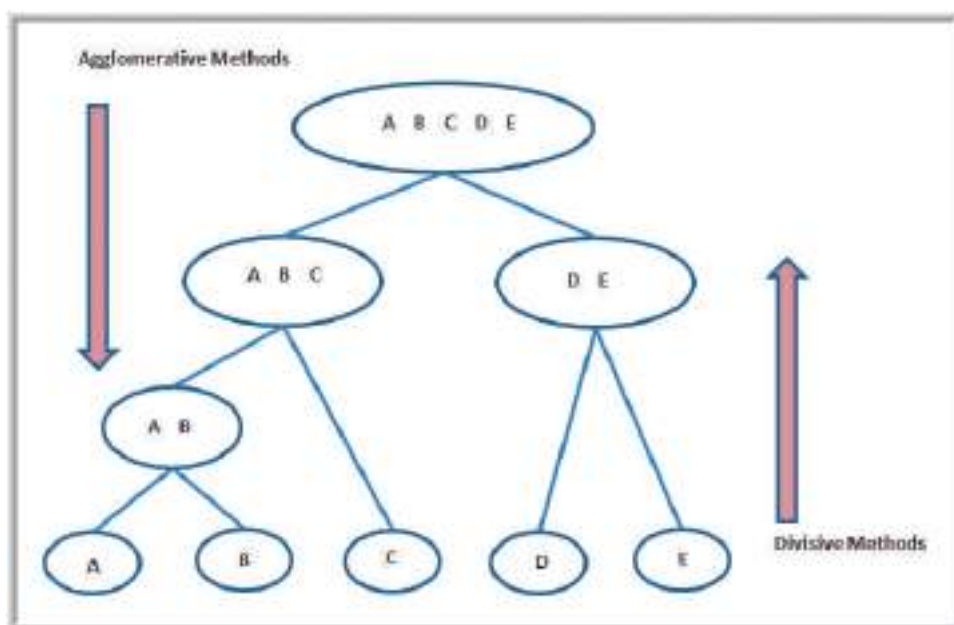 Agglomerative Methods
A B C D E
A B C
D E
A B
A
B
C
D
E
Divisive Methods